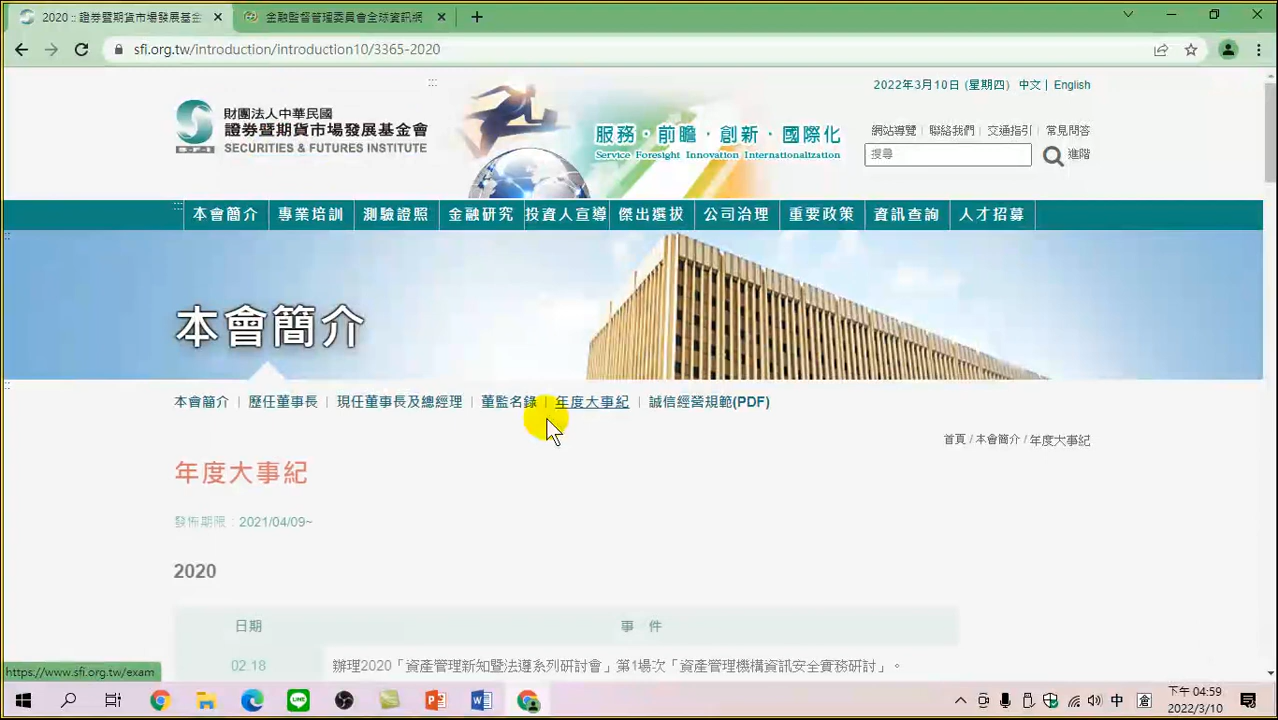 2020 :: 證券暨期貨市場發展基金
金融監督管理委員會全球資訊網
sfi.org.tw/introduction/introduction10/3365-2020
:::
2022年3月10日 (星期四) 中文 | English
財團法人中華民國
證券暨期貨市場發展基金會
SECURITIES & FUTURES INSTITUTE
S·F·I
服務・前瞻・創新・國際化
Service Foresight Innovation Internationalization
網站導覽 | 聯絡我們 | 交通指引 | 常見問答
搜尋
進階
:::
本會簡介 專業培訓 測驗證照 金融研究 投資人宣導 傑出選拔 公司治理 重要政策 資訊查詢 人才招募
本會簡介
本會簡介 | 歷任董事長 | 現任董事長及總經理 | 董監名錄 | 年度大事紀 | 誠信經營規範(PDF)
首頁 / 本會簡介 / 年度大事紀
年度大事紀
發佈期限：2021/04/09~
2020
日期 事 件
02.18 辦理2020「資產管理新知暨法遵系列研討會」第1場次「資產管理機構資訊安全實務研討」。
https://www.sfi.org.tw/exam
中
倉
下午 04:59
2022/3/10